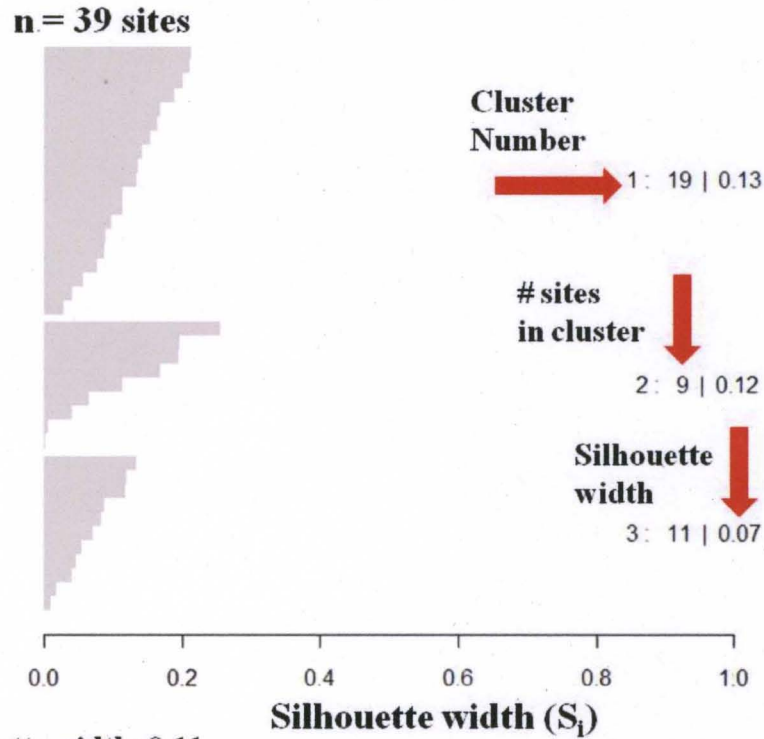 n = 39 sites
Cluster
Number
1 : 19 | 0.13
# sites
in cluster
2 : 9 | 0.12
Silhouette
width
3 : 11 | 0.07
0.0 0.2 0.4 0.6 0.8 1.0
Silhouette width (Si)